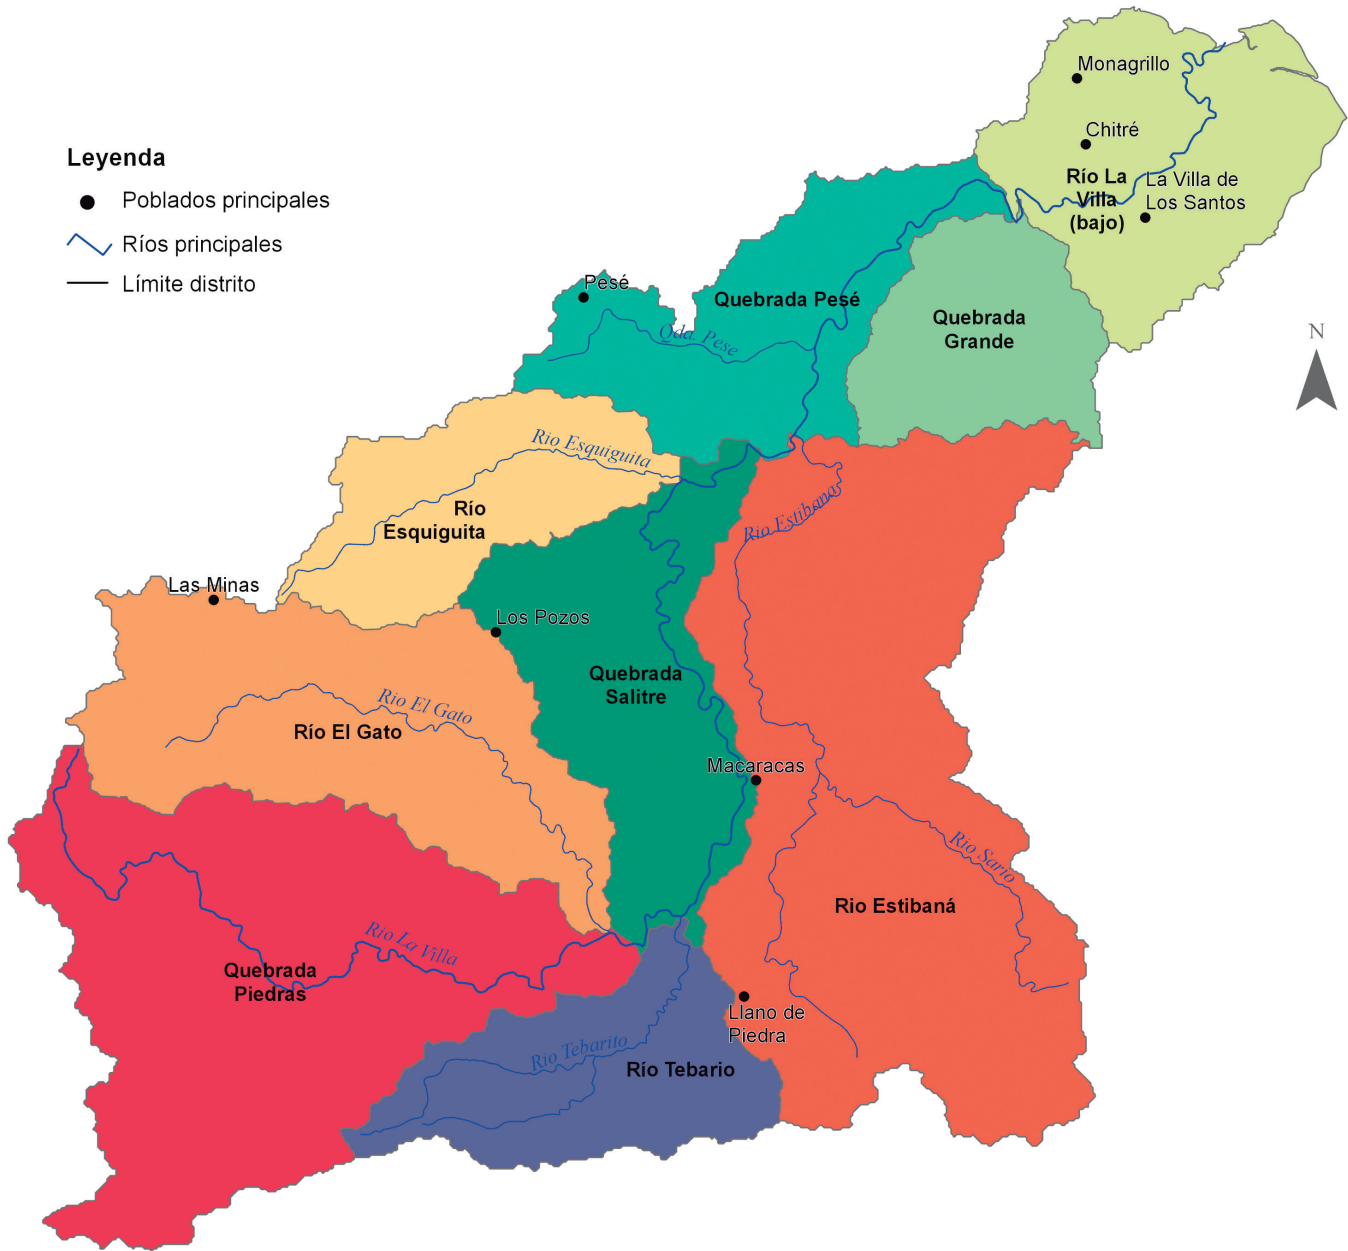 Leyenda
Poblados principales
Ríos principales
Límite distrito
Monagrillo
Chitré
Río La
Villa
(bajo)
La Villa de
Los Santos
Pesé
Quebrada Pesé
Qda. Pese
Quebrada
Grande
N
Rio Esquiguita
Río
Esquiguita
Rio Estibana
Las Minas
Los Pozos
Quebrada
Salitre
Rio El Gato
Río El Gato
Macaracas
Rio Sario
Rio Estibaná
Rio La Villa
Quebrada
Piedras
Llano de
Piedra
Rio Tebarito
Río Tebario